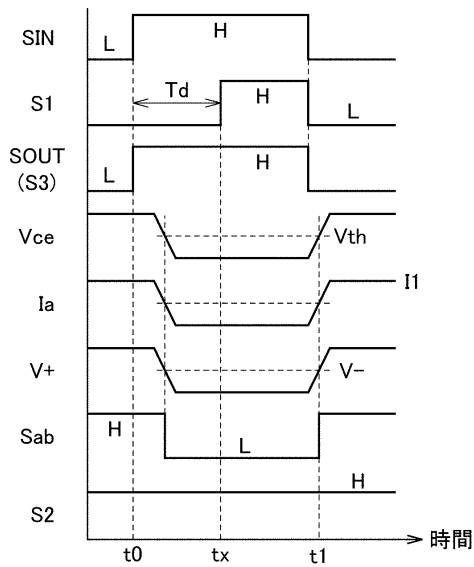 SIN
L
H
S1
Td
H
L
SOUT
(S3)
L
H
Vce
Vth
Ia
I1
V+
V-
Sab
H
L
S2
H
t0
tx
t1
時間